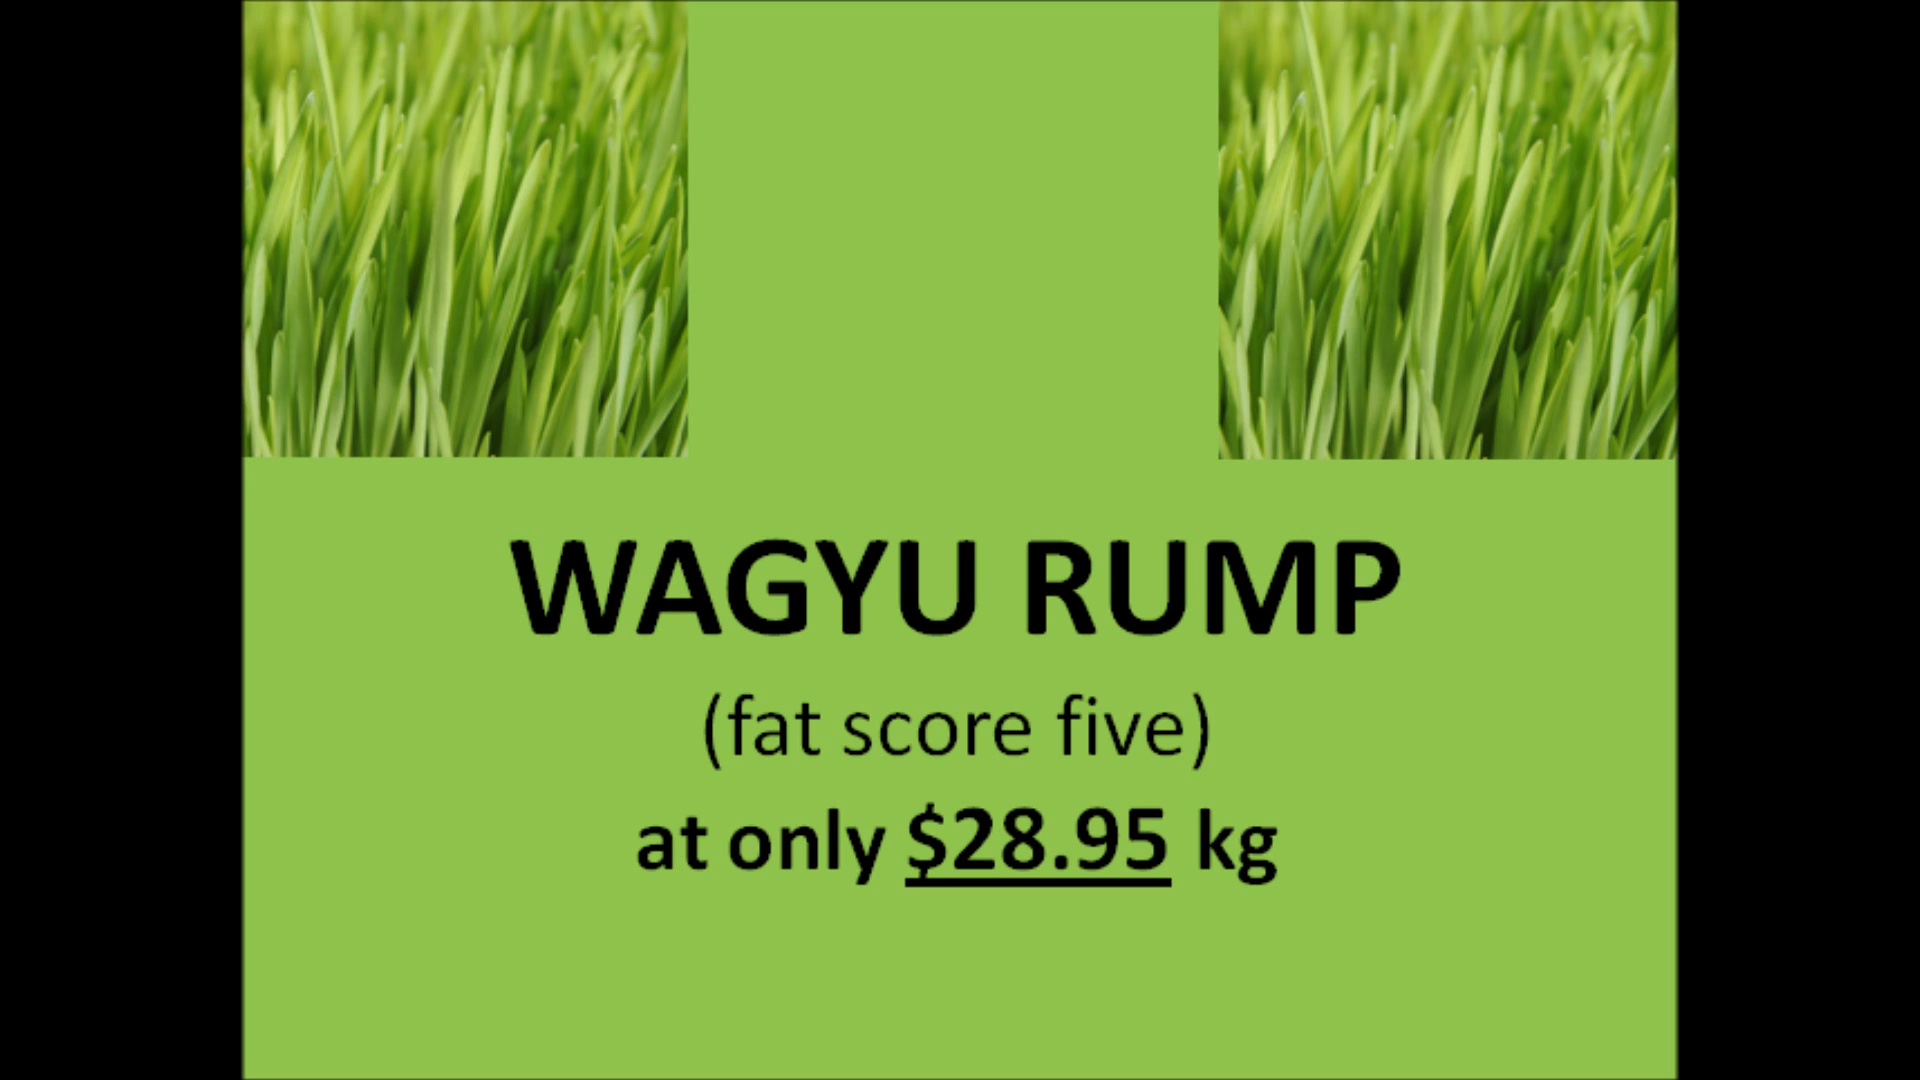 WAGYU RUMP
(fat score five)
at only $28.95 kg